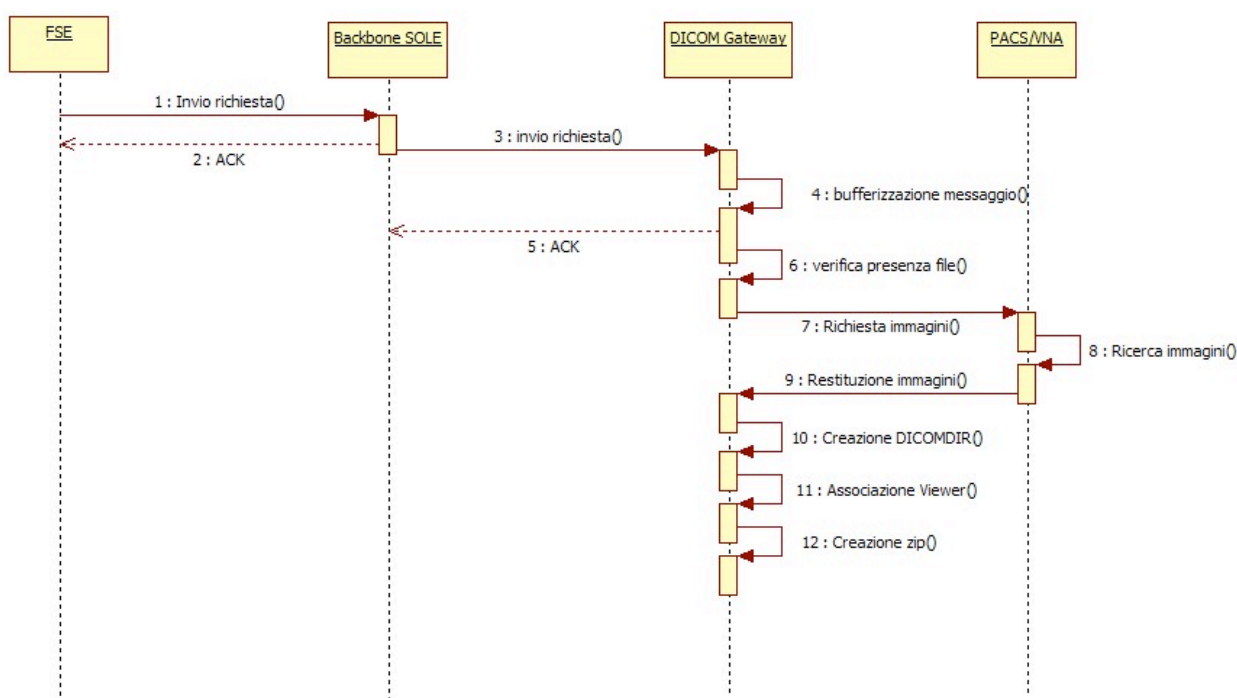 FSE
Backbone SOLE
DICOM Gateway
PACS/VNA
1 : Invio richiesta()
2 : ACK
3 : invio richiesta()
4 : bufferizzazione messaggio()
5 : ACK
6 : verifica presenza file()
7 : Richiesta immagini()
8 : Ricerca immagini()
9 : Restituzione immagini()
10 : Creazione DICOMDIR()
11 : Associazione Viewer()
12 : Creazione zip()